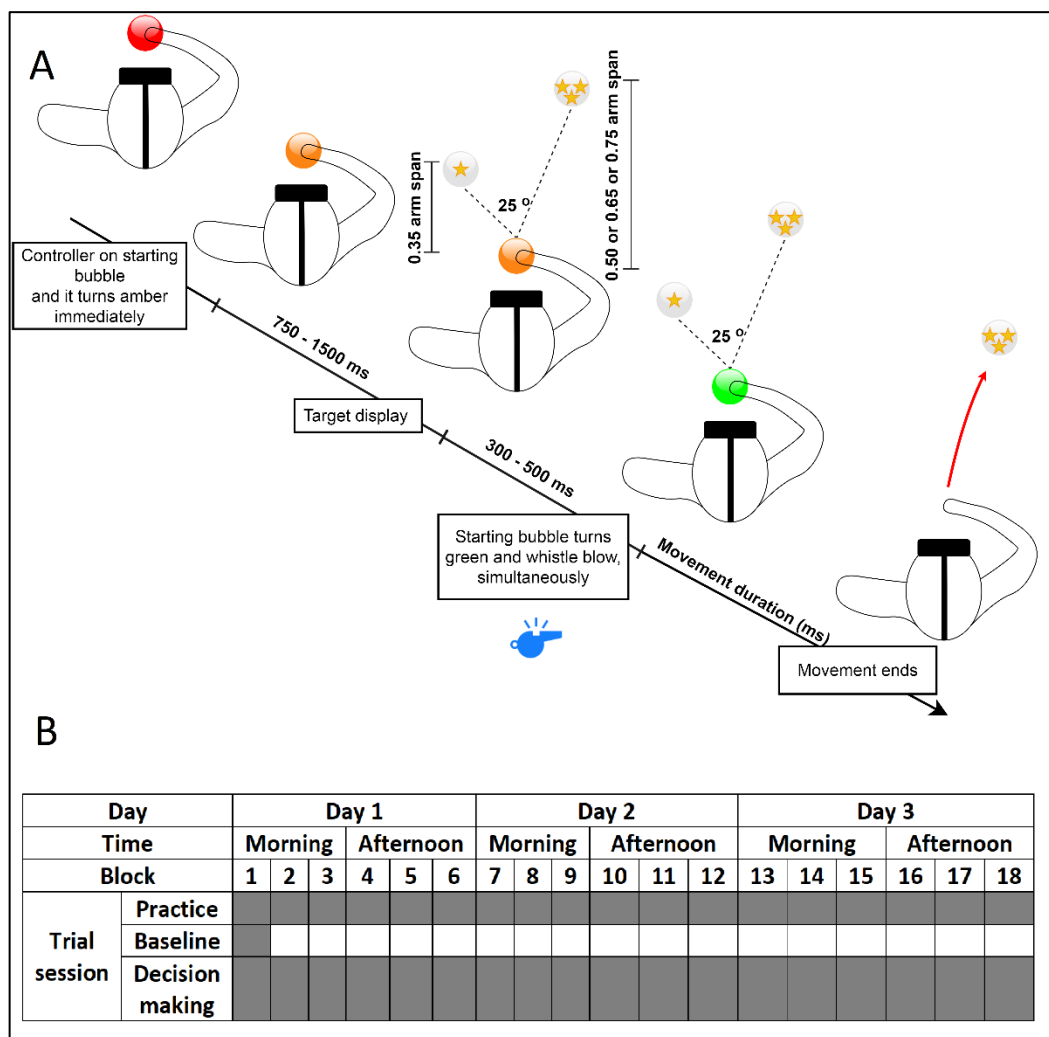 A
0.35 arm span
25 o
0.50 or 0.65 or 0.75 arm span
Controller on starting
bubble
and it turns amber
immediately
750 - 1500 ms
25 o
Target display
300 - 500 ms
Starting bubble turns
green and whistle blow,
simultaneously
Movement duration (ms)
Movement ends
B
Day Day 1 Day 2 Day 3
Time Morning Afternoon Morning Afternoon Morning Afternoon
Block 1 2 3 4 5 6 7 8 9 10 11 12 13 14 15 16 17 18
Trial
session
Practice
Baseline
Decision
making